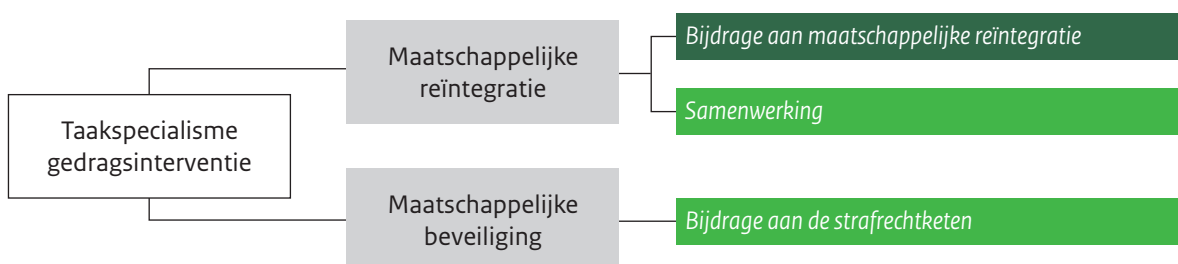 Taakspecialisme
gedragsinterventie
Maatschappelijke
reïntegratie
Bijdrage aan maatschappelijke reïntegratie
Samenwerking
Maatschappelijke
beveiliging
Bijdrage aan de strafrechtketen